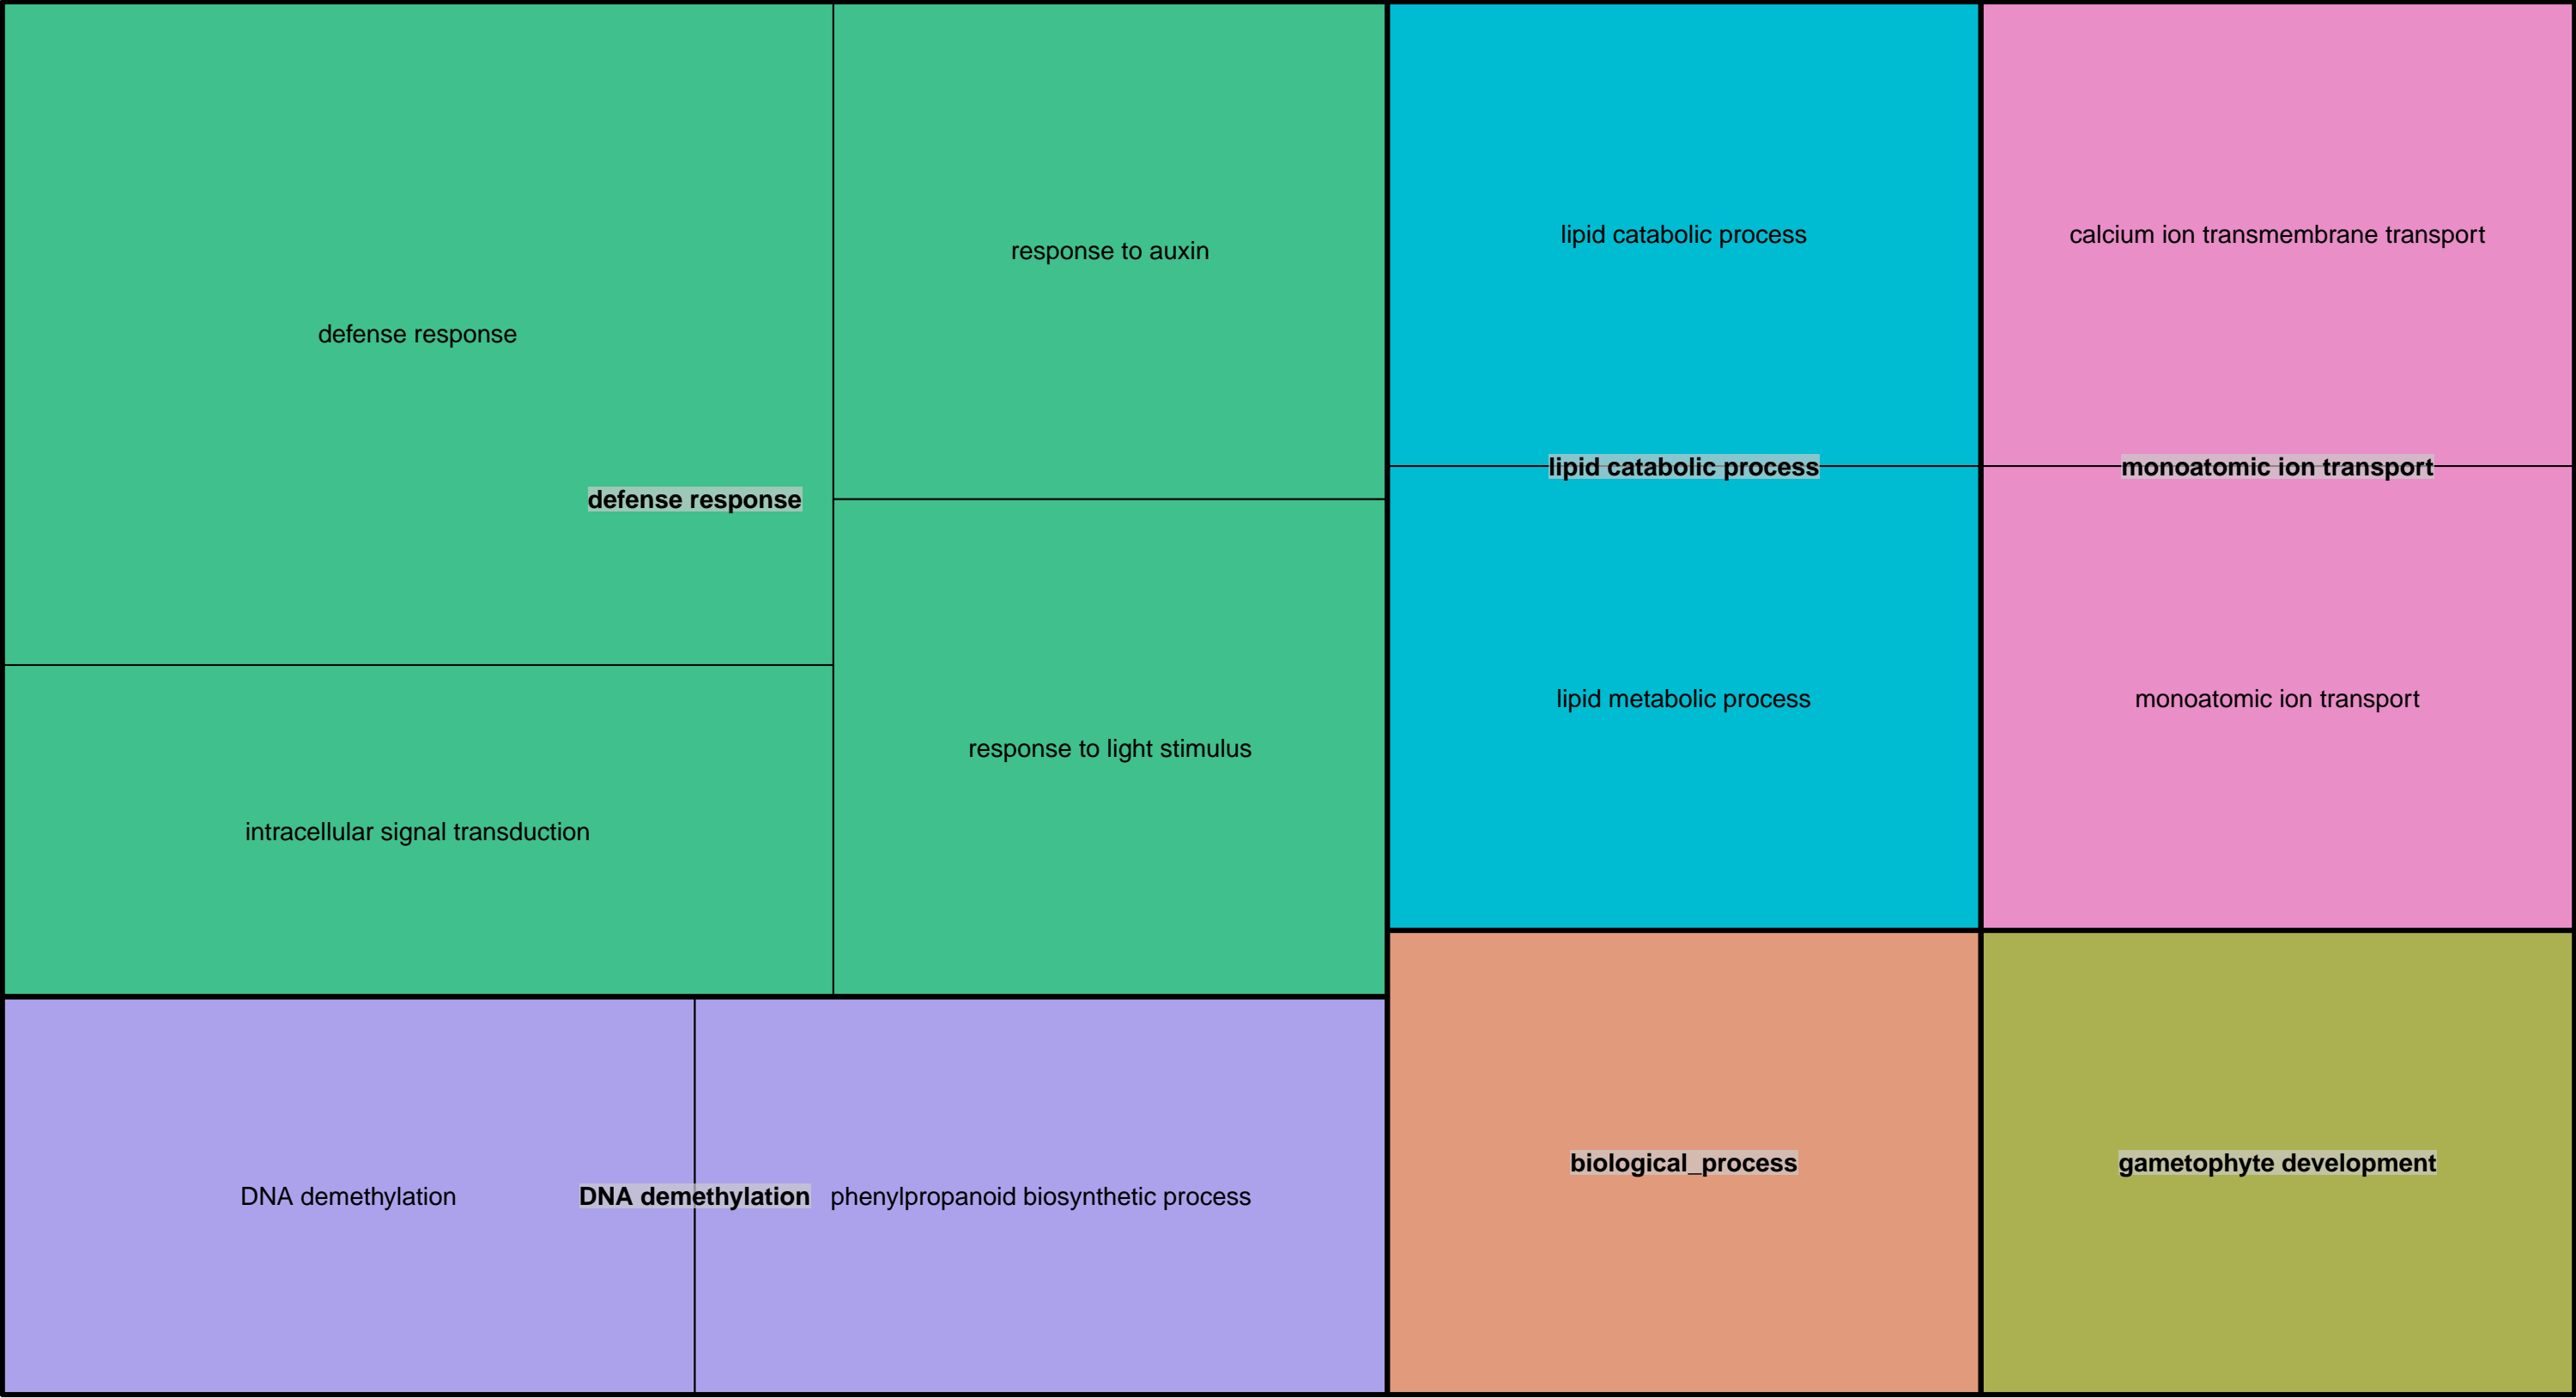 defense response
defense response
intracellular signal transduction
response to auxin
response to light stimulus
lipid catabolic process
lipid catabolic process
lipid metabolic process
calcium ion transmembrane transport
monoatomic ion transport
monoatomic ion transport
DNA demethylation
DNA demethylation
phenylpropanoid biosynthetic process
biological_process
gametophyte development